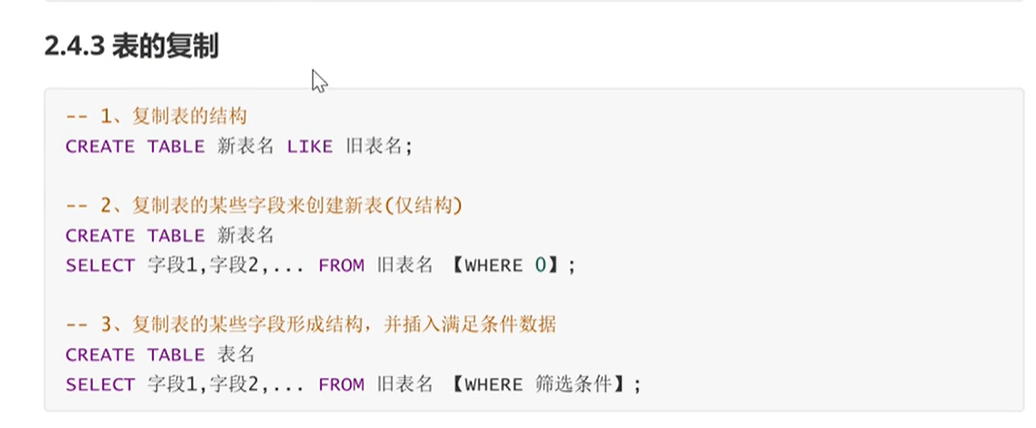 2.4.3 表的复制
-- 1、复制表的结构
CREATE TABLE 新表名 LIKE 旧表名;
-- 2、复制表的某些字段来创建新表(仅结构)
CREATE TABLE 新表名
SELECT 字段1,字段2,... FROM 旧表名 【WHERE 0】;
-- 3、复制表的某些字段形成结构，并插入满足条件数据
CREATE TABLE 表名
SELECT 字段1,字段2,... FROM 旧表名 【WHERE 筛选条件】;